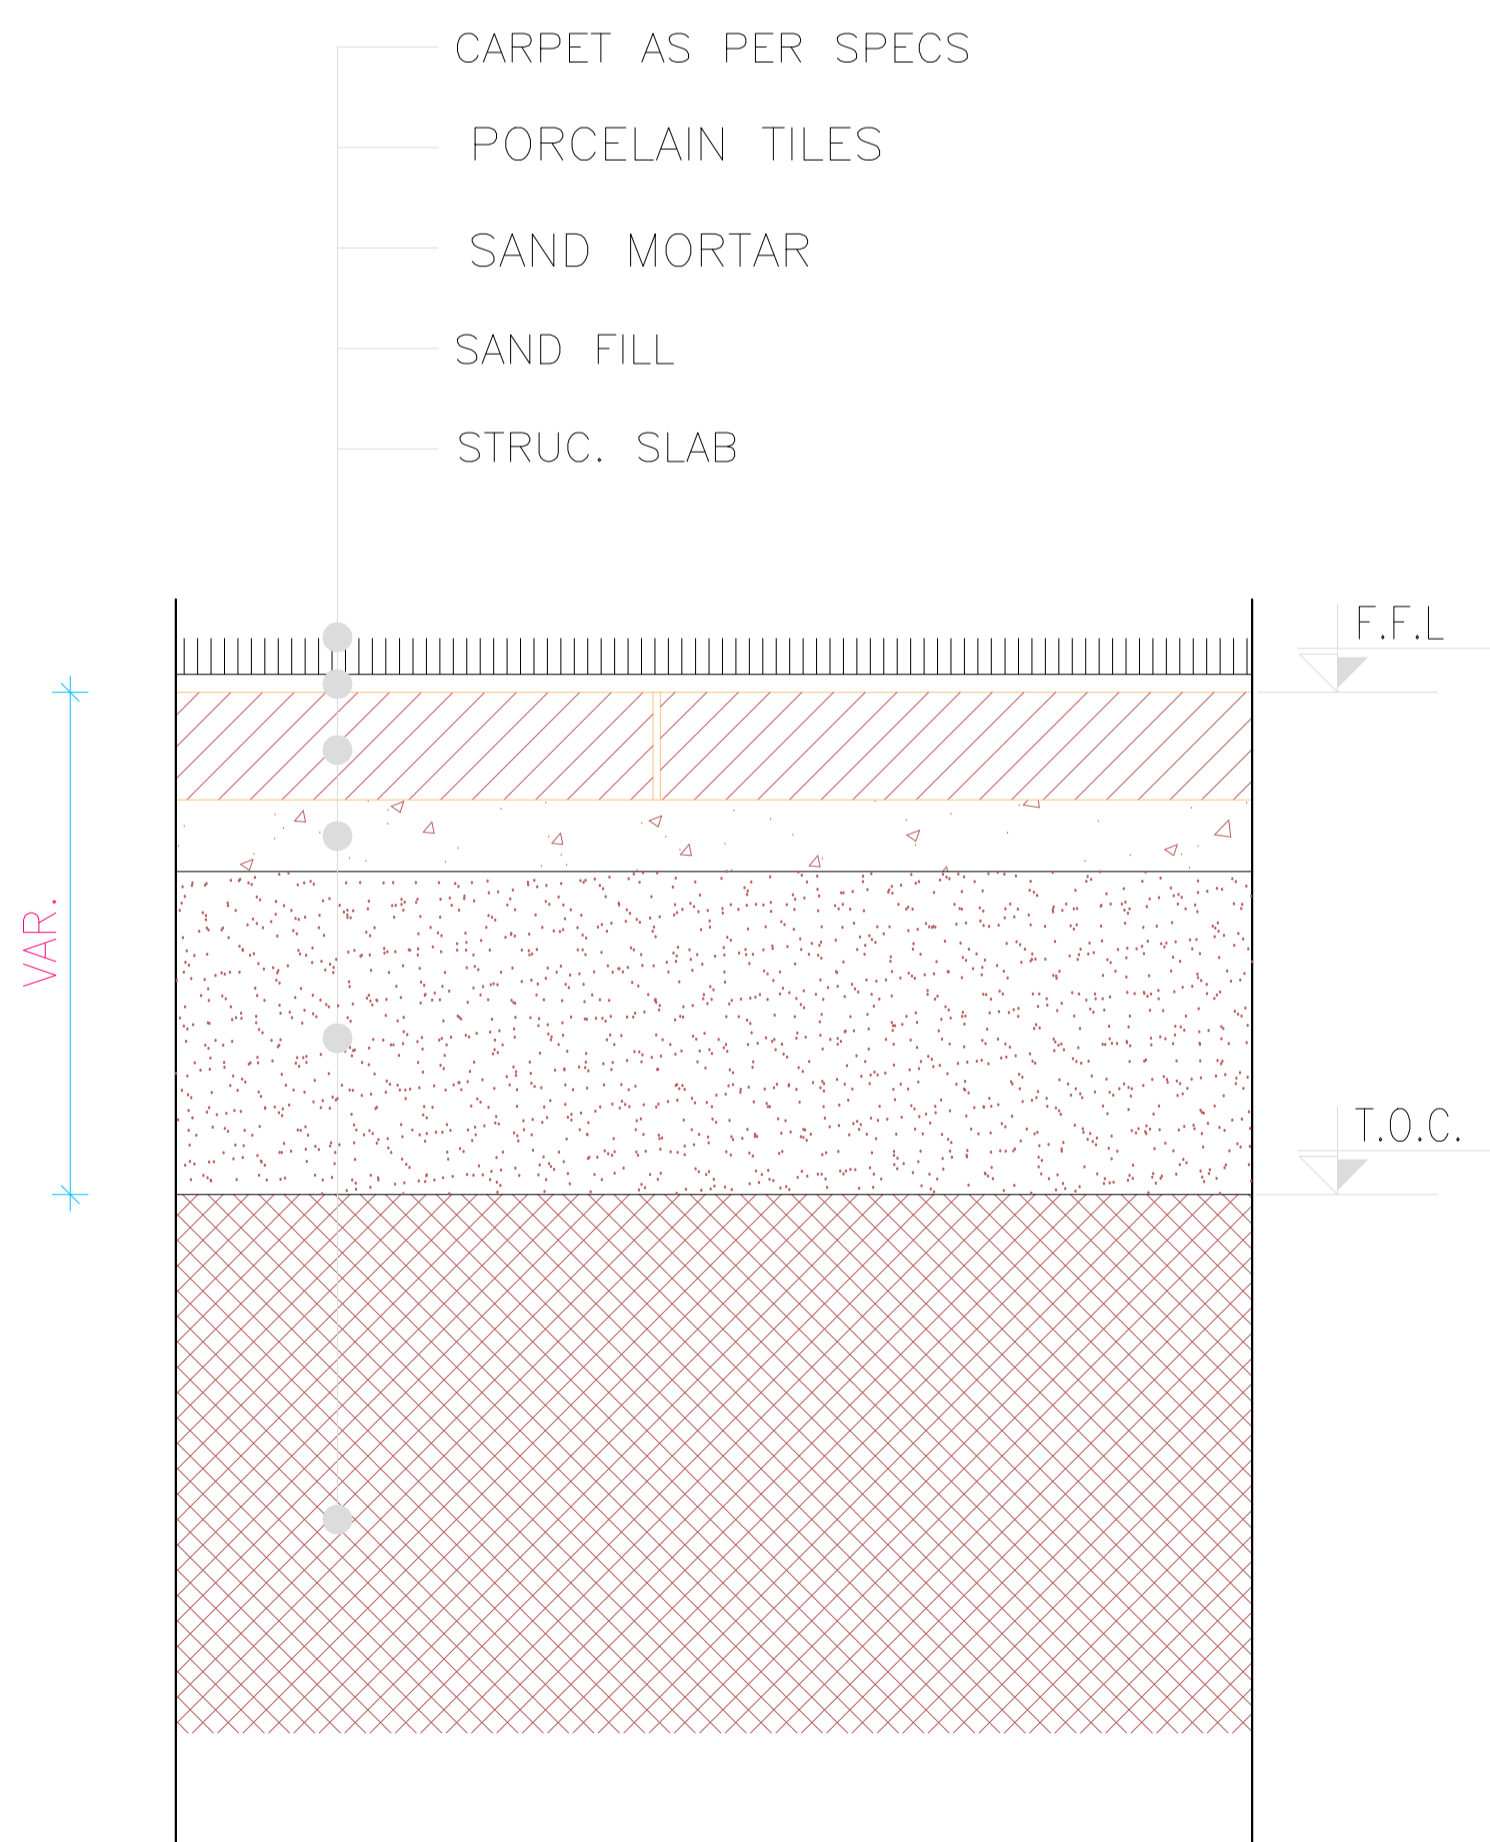 CARPET AS PER SPECS
PORCELAIN TILES
SAND MORTAR
SAND FILL
STRUC. SLAB
F.F.L
VAR.
T.O.C.